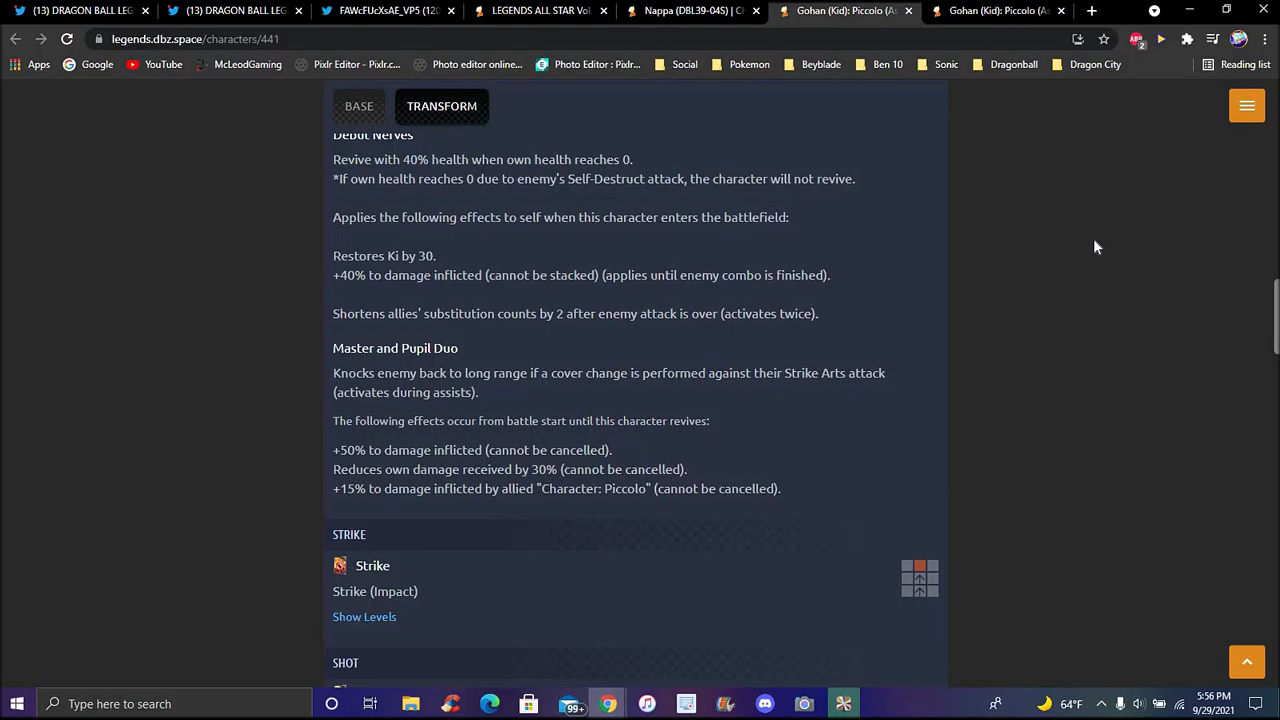 (13) DRAGON BALL LEG
(13) DRAGON BALL LEG
FAWcFUcXsAE_VP5 (120
LEGENDS ALL STAR Vol.
Nappa (DBL39-04S) | Ch
Gohan (Kid): Piccolo (As
Gohan (Kid): Piccolo (As
legends.dbz.space/characters/441
2
Apps
Google
YouTube
McLeodGaming
Pixlr Editor - Pixlr.c...
Photo editor online...
Photo Editor : Pixlr...
Social
Pokemon
Beyblade
Ben 10
Sonic
Dragonball
Dragon City
Reading list
BASE
TRANSFORM
Debut Nerves
Revive with 40% health when own health reaches 0.
*If own health reaches 0 due to enemy's Self-Destruct attack, the character will not revive.
Applies the following effects to self when this character enters the battlefield:
Restores Ki by 30.
+40% to damage inflicted (cannot be stacked) (applies until enemy combo is finished).
Shortens allies' substitution counts by 2 after enemy attack is over (activates twice).
Master and Pupil Duo
Knocks enemy back to long range if a cover change is performed against their Strike Arts attack
(activates during assists).
The following effects occur from battle start until this character revives:
+50% to damage inflicted (cannot be cancelled).
Reduces own damage received by 30% (cannot be cancelled).
+15% to damage inflicted by allied "Character: Piccolo" (cannot be cancelled).
STRIKE
Strike
Strike (Impact)
Show Levels
SHOT
Type here to search
99+
64°F
5:56 PM
9/29/2021